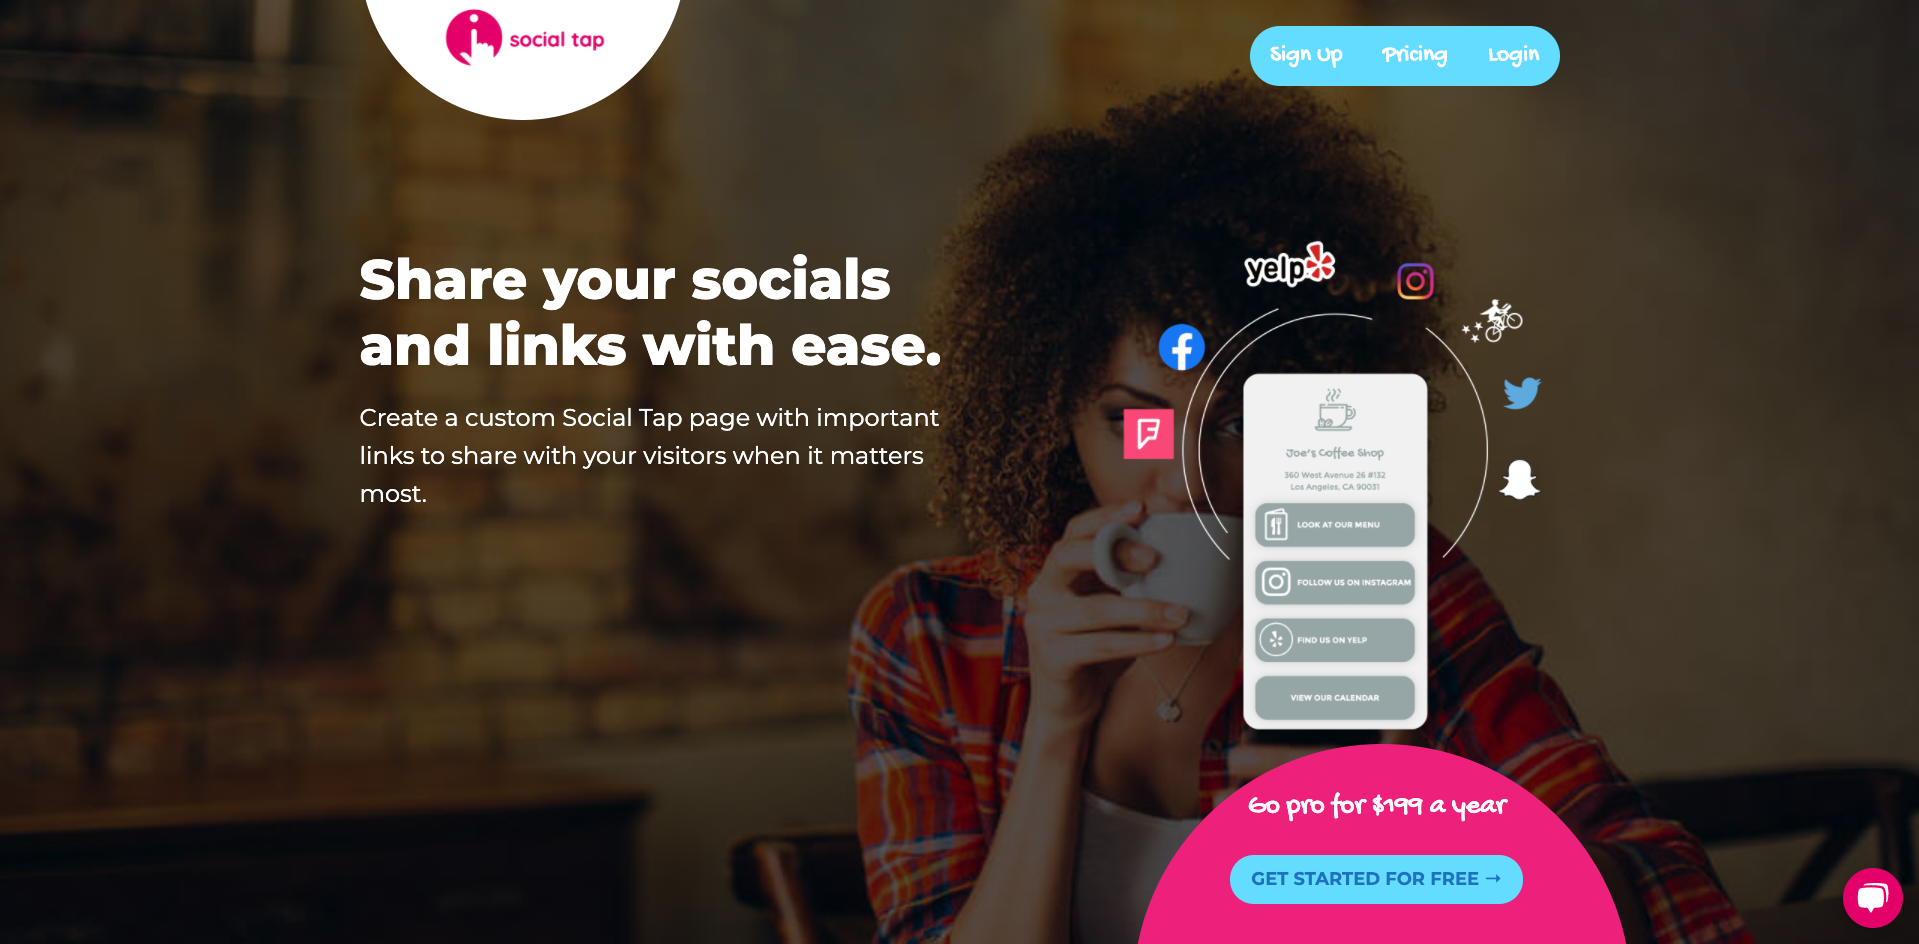 social tap
Sign Up Pricing Login
Share your socials
and links with ease.
Create a custom Social Tap page with important
links to share with your visitors when it matters
most.
yelp
Joe's Coffee Shop
360 West Avenue 26 #132
Los Angeles, CA 90031
LOOK AT OUR MENU
FOLLOW US ON INSTAGRAM
FIND US ON YELP
VIEW OUR CALENDAR
Go pro for $199 a year
GET STARTED FOR FREE →